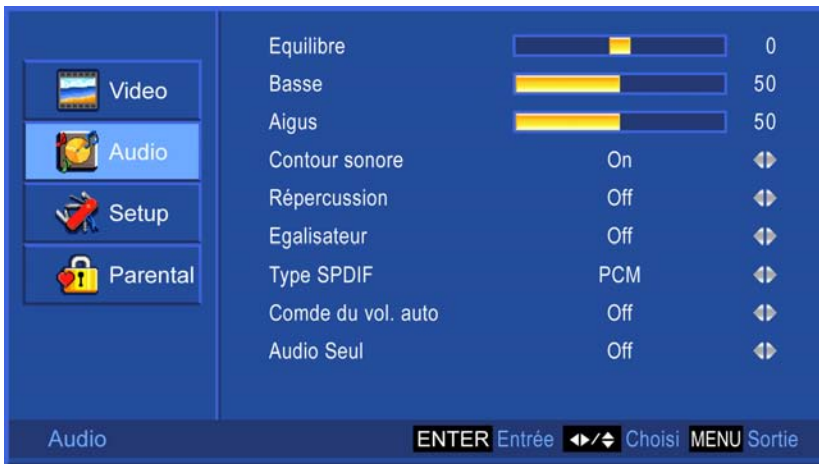 Video
Audio
Setup
Parental
Equilibre 0
Basse 50
Aigus 50
Contour sonore On
Répercussion Off
Egalisateur Off
Type SPDIF PCM
Comde du vol. auto Off
Audio Seul Off
Audio ENTER Entrée / Choisi MENU Sortie